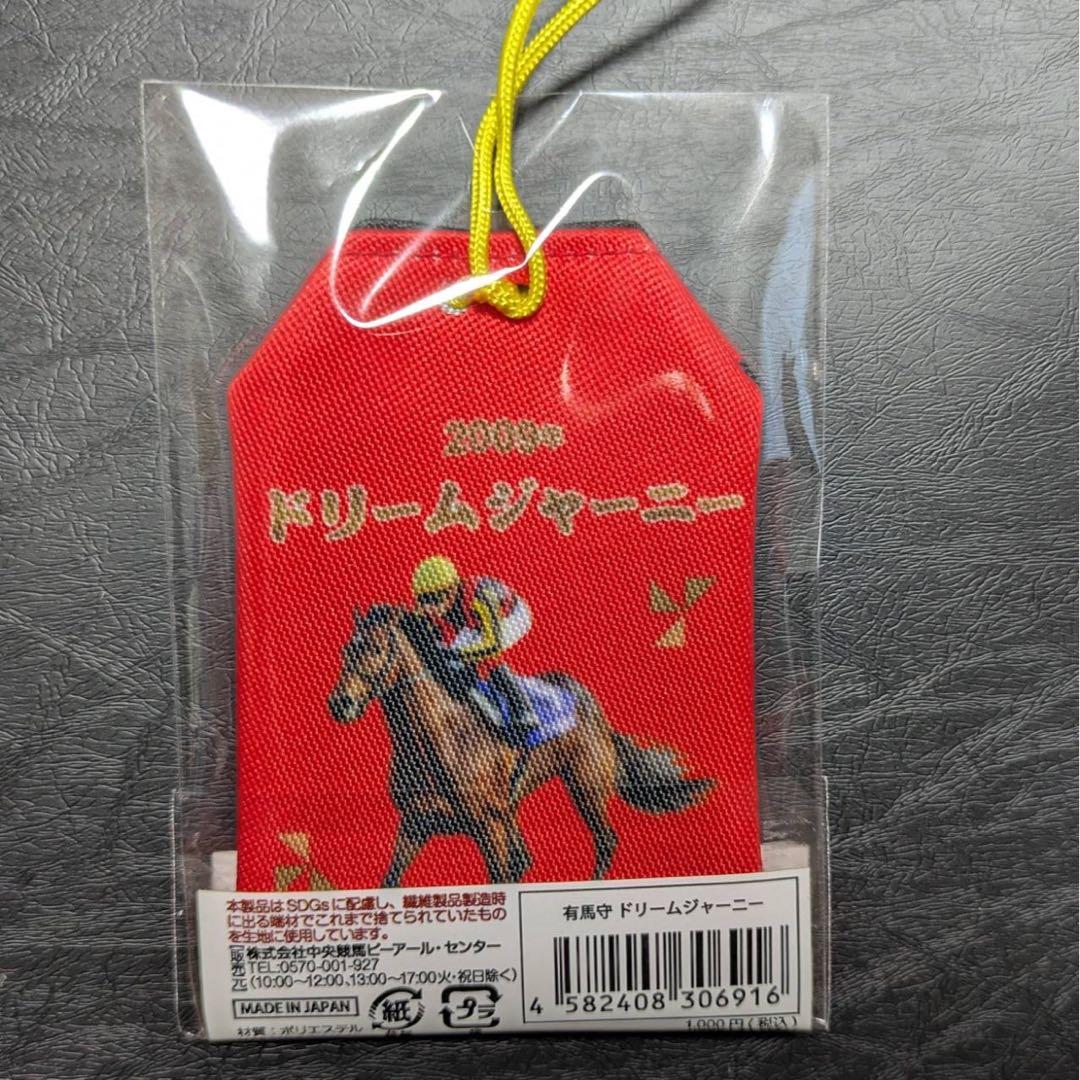 2009年
ドリームジャーニー
本製品はSDGsに配慮し、繊維製品製造時
に出る端材でこれまで捨てられていたもの
を生地に使用しています。
販売元
株式会社中央競馬ピーアール・センター
TEL:0570-001-927
(10:00~12:00、13:00~17:00火・祝日除く)
MADE IN JAPAN
紙
プラ
材質:ポリエステル
有馬守 ドリームジャーニー
4 582408 306916
1,000円(税込)